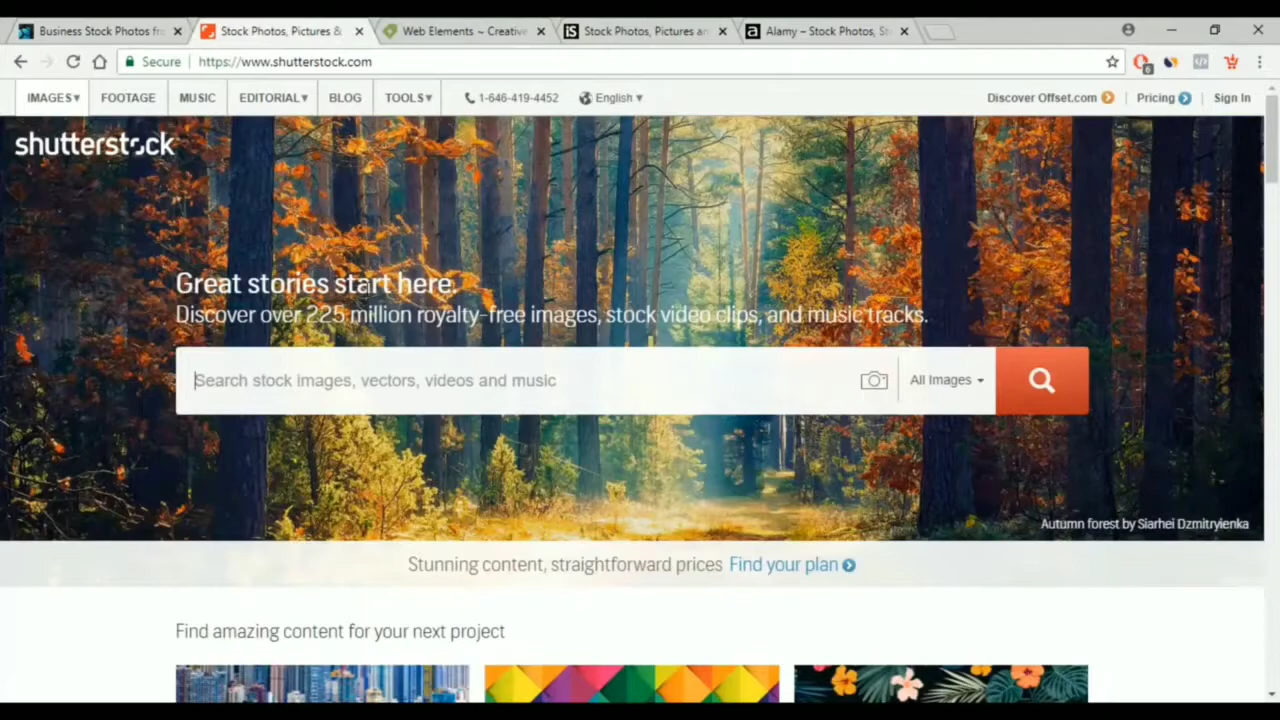 Business Stock Photos fr
Stock Photos, Pictures &
Web Elements ~ Creative
iS
Stock Photos, Pictures an
a
Alamy – Stock Photos, St
Secure
https://www.shutterstock.com
6
IMAGES
FOOTAGE
MUSIC
EDITORIAL
BLOG
TOOLS
1-646-419-4452
English
Discover Offset.com
Pricing
Sign In
shutterstock
Great stories start here.
Discover over 225 million royalty-free images, stock video clips, and music tracks.
Search stock images, vectors, videos and music
All Images
Autumn forest by Siarhei Dzmitryienka
Stunning content, straightforward prices Find your plan
Find amazing content for your next project